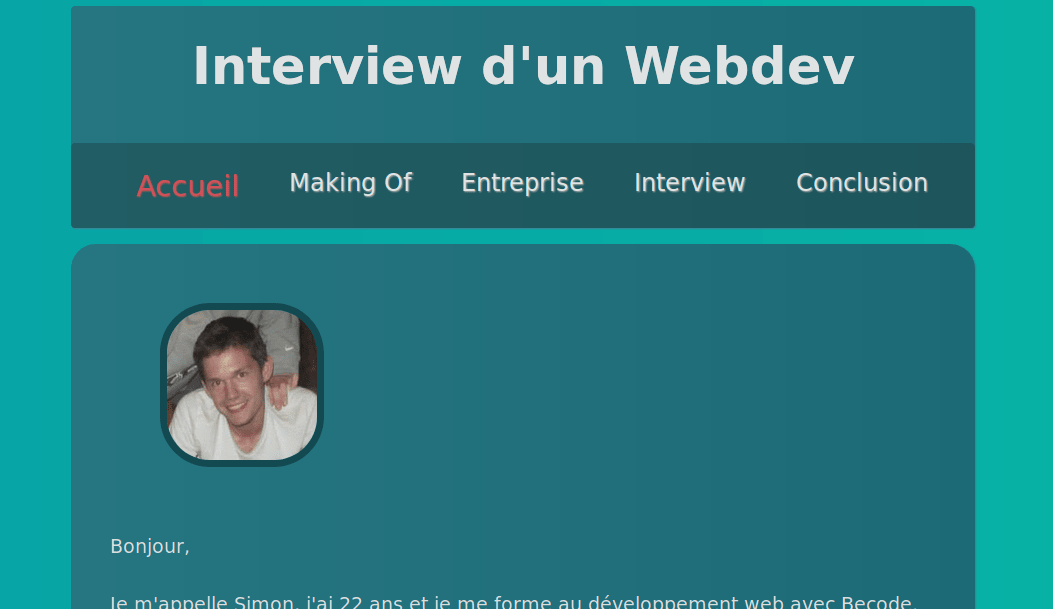 Interview d'un Webdev
Accueil Making Of Entreprise Interview Conclusion
Bonjour,
Je m'appelle Simon, j'ai 22 ans et je me forme au développement web avec Becode.